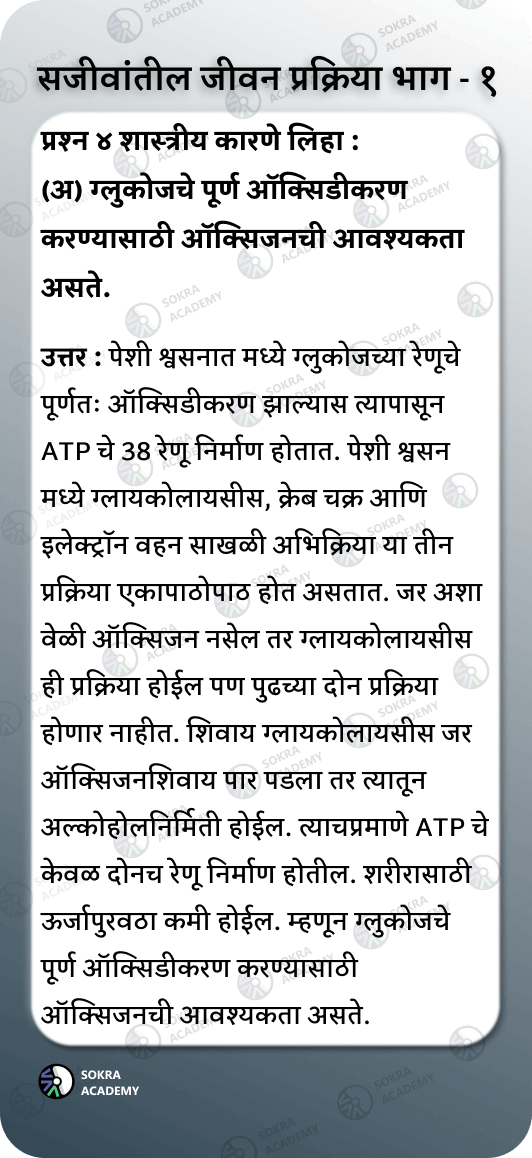 सजीवांतील जीवन प्रक्रिया भाग - १
प्रश्न ४ शास्त्रीय कारणे लिहा :
(अ) ग्लुकोजचे पूर्ण ऑक्सिडीकरण
करण्यासाठी ऑक्सिजनची आवश्यकता
असते.
उत्तर : पेशी श्वसनात मध्ये ग्लुकोजच्या रेणूचे
पूर्णतः ऑक्सिडीकरण झाल्यास त्यापासून
ATP चे 38 रेणू निर्माण होतात. पेशी श्वसन
मध्ये ग्लायकोलायसीस, क्रेब चक्र आणि
इलेक्ट्रॉन वहन साखळी अभिक्रिया या तीन
प्रक्रिया एकापाठोपाठ होत असतात. जर अशा
वेळी ऑक्सिजन नसेल तर ग्लायकोलायसीस
ही प्रक्रिया होईल पण पुढच्या दोन प्रक्रिया
होणार नाहीत. शिवाय ग्लायकोलायसीस जर
ऑक्सिजनशिवाय पार पडला तर त्यातून
अल्कोहोलनिर्मिती होईल. त्याचप्रमाणे ATP चे
केवळ दोनच रेणू निर्माण होतील. शरीरासाठी
ऊर्जापुरवठा कमी होईल. म्हणून ग्लुकोजचे
पूर्ण ऑक्सिडीकरण करण्यासाठी
ऑक्सिजनची आवश्यकता असते.
SOKRA
ACADEMY